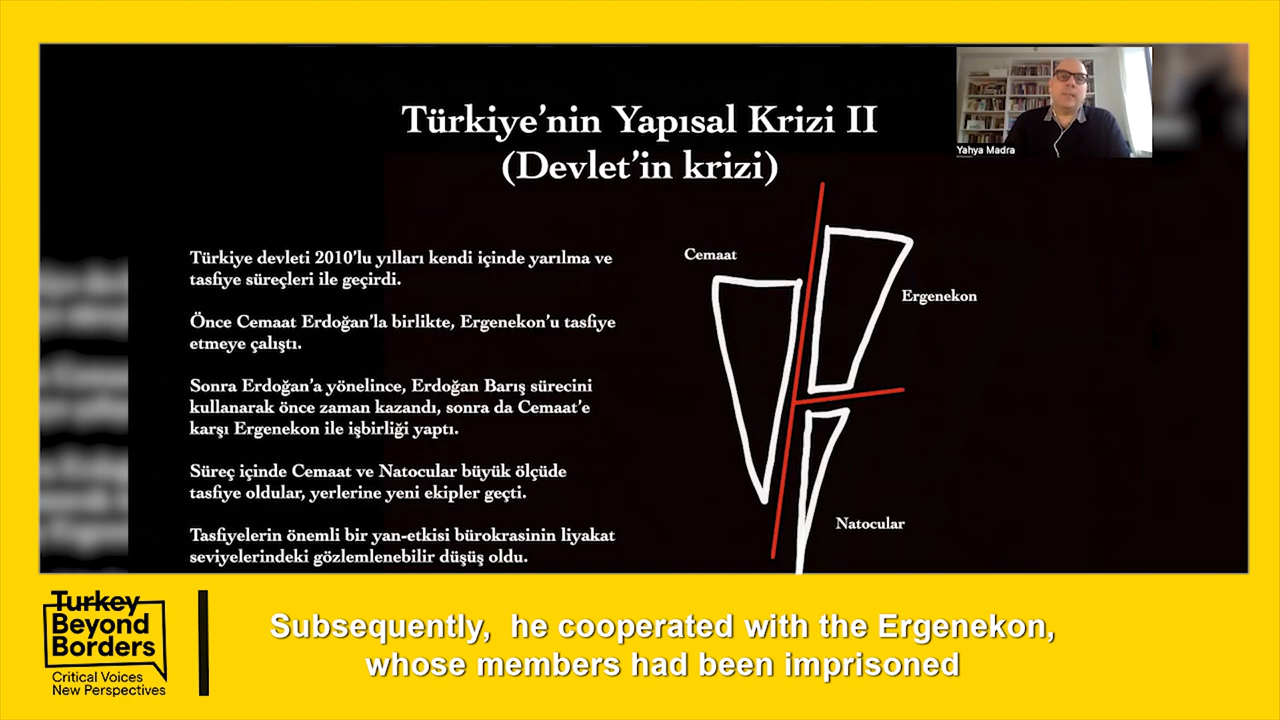 Türkiye’nin Yapısal Krizi II
(Devlet’in krizi)
Yahya Madra
Türkiye devleti 2010’lu yılları kendi içinde yarılma ve
tasfiye süreçleri ile geçirdi.
Önce Cemaat Erdoğan’la birlikte, Ergenekon’u tasfiye
etmeye çalıştı.
Sonra Erdoğan’a yönelince, Erdoğan Barış sürecini
kullanarak önce zaman kazandı, sonra da Cemaat’e
karşı Ergenekon ile işbirliği yaptı.
Süreç içinde Cemaat ve Natocular büyük ölçüde
tasfiye oldular, yerlerine yeni ekipler geçti.
Tasfiyelerin önemli bir yan-etkisi bürokrasinin liyakat
seviyelerindeki gözlemlenebilir düşüş oldu.
Cemaat
Ergenekon
Natocular
Turkey
Beyond
Borders
Critical Voices
New Perspectives
Subsequently, he cooperated with the Ergenekon,
whose members had been imprisoned